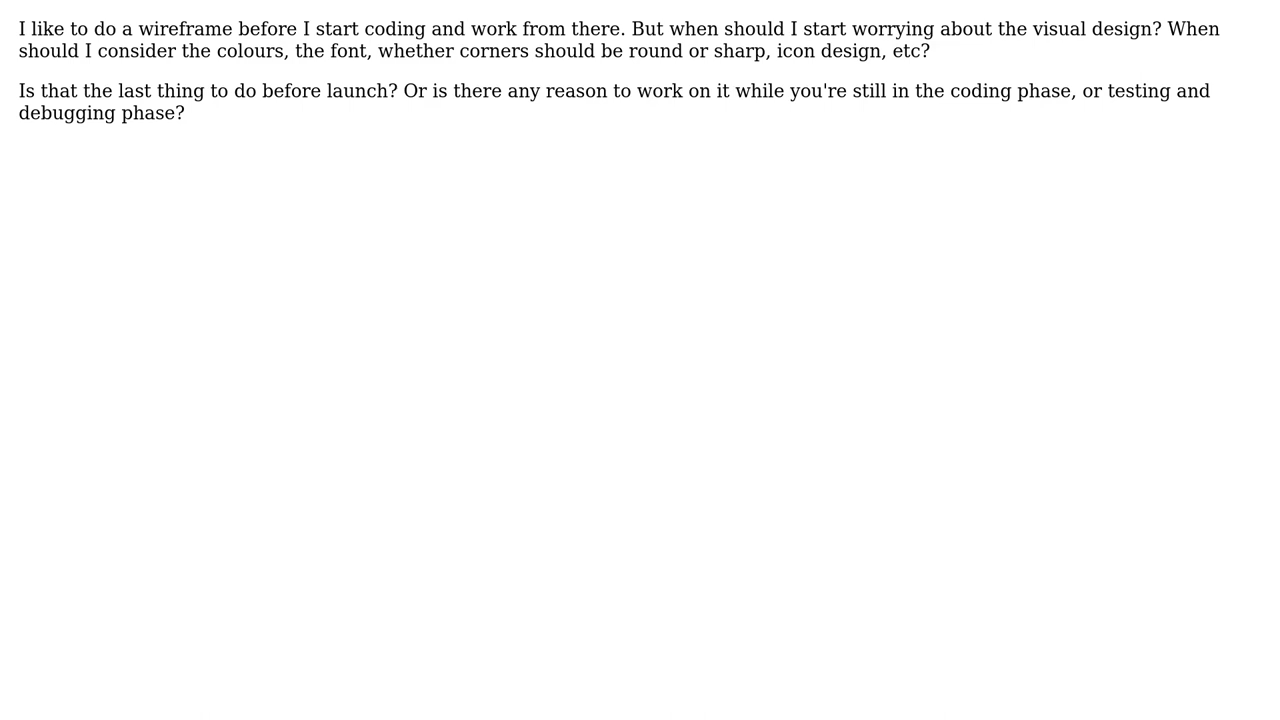 I like to do a wireframe before I start coding and work from there. But when should I start worrying about the visual design? When
should I consider the colours, the font, whether corners should be round or sharp, icon design, etc?
Is that the last thing to do before launch? Or is there any reason to work on it while you're still in the coding phase, or testing and
debugging phase?